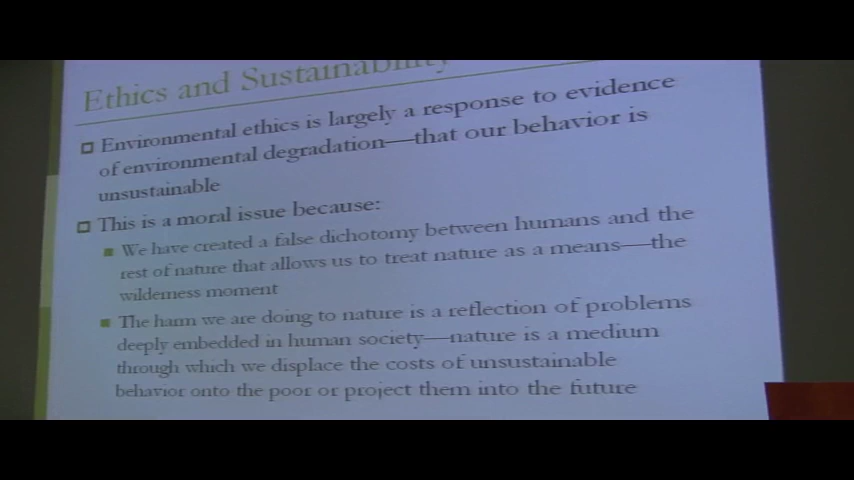 Ethics and Sustainability
Environmental ethics is largely a response to evidence
of environmental degradation—that our behavior is
unsustainable
This is a moral issue because:
We have created a false dichotomy between humans and the
rest of nature that allows us to treat nature as a means—the
wilderness moment
The harm we are doing to nature is a reflection of problems
deeply embedded in human society—nature is a medium
through which we displace the costs of unsustainable
behavior onto the poor or project them into the future